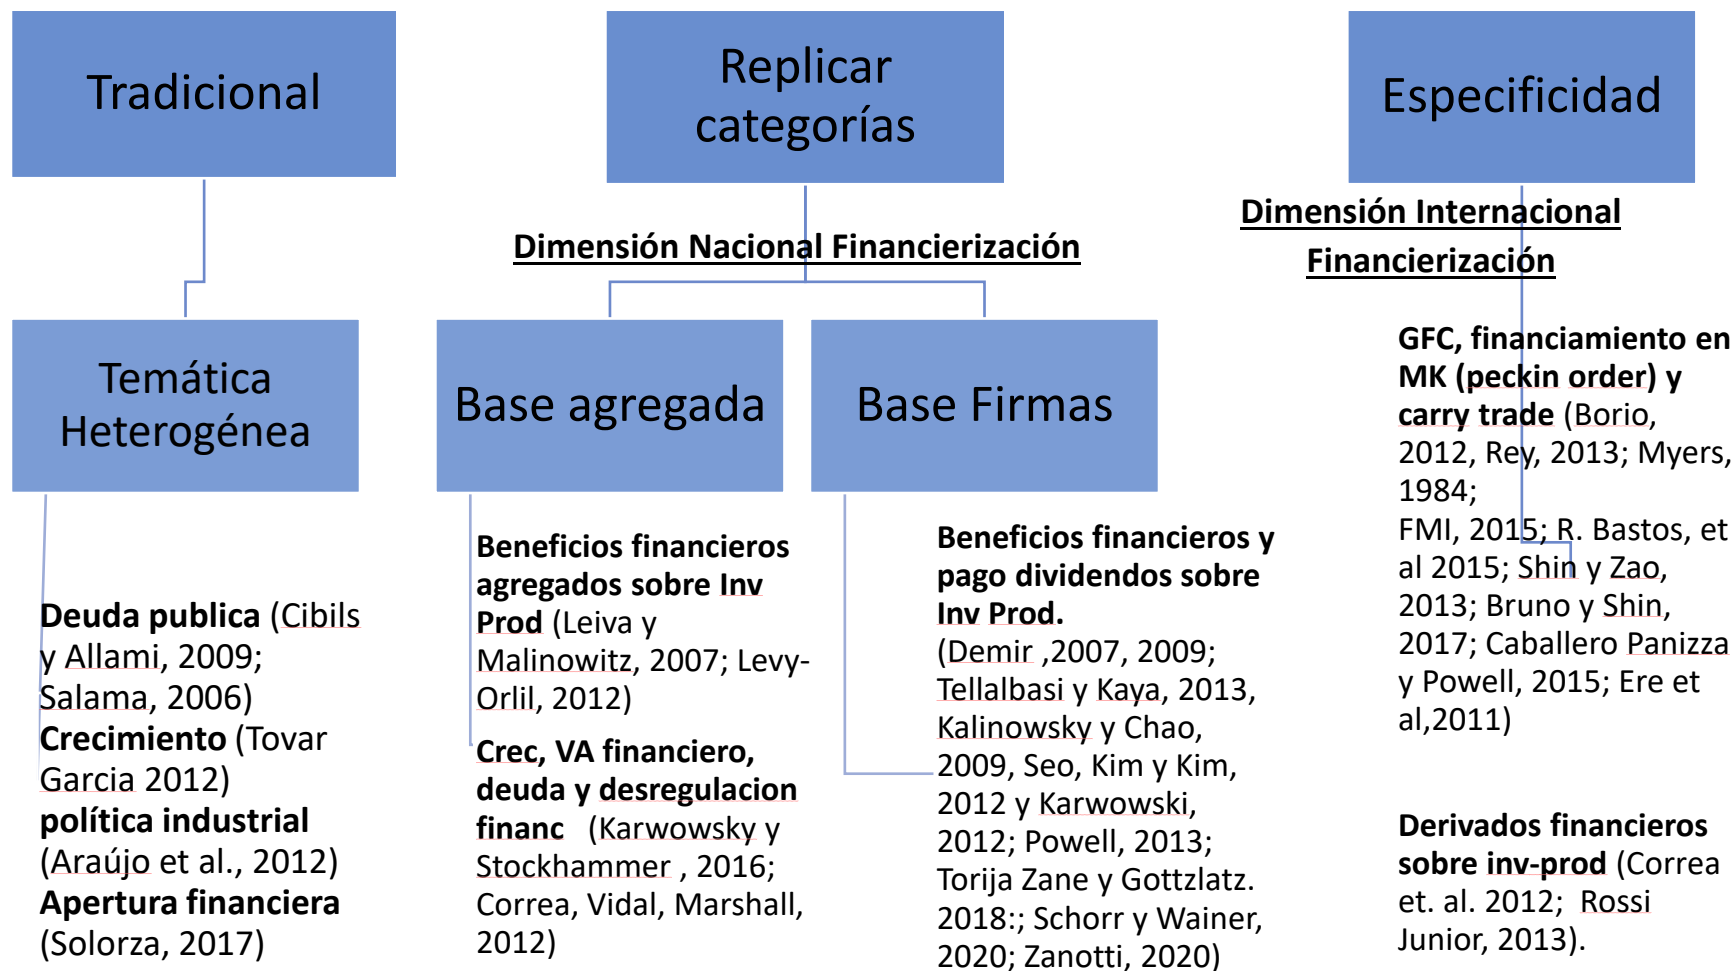 Tradicional
Replicar
categorías
Especificidad
Dimensión Nacional Financierización
Dimensión Internacional
Financierización
Temática
Heterogénea
Base agregada
Base Firmas
Deuda publica (Cibils
y Allami, 2009;
Salama, 2006)
Crecimiento (Tovar
Garcia 2012)
política industrial
(Araújo et al., 2012)
Apertura financiera
(Solorza, 2017)
Beneficios financieros
agregados sobre Inv
Prod (Leiva y
Malinowitz, 2007; Levy-
Orlil, 2012)
Crec, VA financiero,
deuda y desregulacion
financ (Karwowsky y
Stockhammer , 2016;
Correa, Vidal, Marshall,
2012)
Beneficios financieros y
pago dividendos sobre
Inv Prod.
(Demir ,2007, 2009;
Tellalbasi y Kaya, 2013,
Kalinowsky y Chao,
2009, Seo, Kim y Kim,
2012 y Karwowski,
2012; Powell, 2013;
Torija Zane y Gottzlatz.
2018:; Schorr y Wainer,
2020; Zanotti, 2020)
GFC, financiamiento en
MK (peckin order) y
carry trade (Borio,
2012, Rey, 2013; Myers,
1984;
FMI, 2015; R. Bastos, et
al 2015; Shin y Zao,
2013; Bruno y Shin,
2017; Caballero Panizza
y Powell, 2015; Ere et
al,2011)
Derivados financieros
sobre inv-prod (Correa
et. al. 2012; Rossi
Junior, 2013).